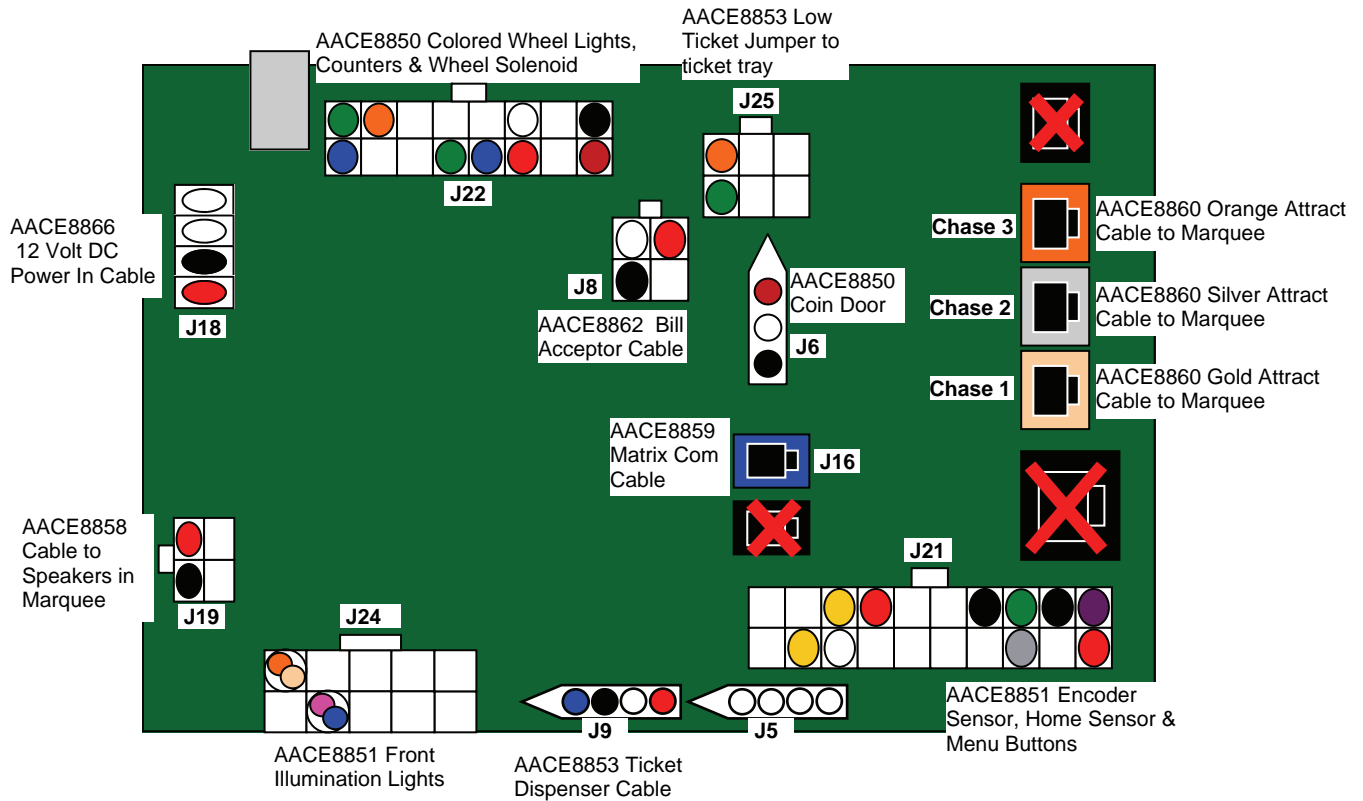 AACE8850 Colored Wheel Lights,
Counters & Wheel Solenoid
J22
AACE8853 Low
Ticket Jumper to
ticket tray
J25
AACE8866
12 Volt DC
Power In Cable
J18
J8
AACE8862 Bill
Acceptor Cable
AACE8850
Coin Door
J6
Chase 3
AACE8860 Orange Attract
Cable to Marquee
Chase 2
AACE8860 Silver Attract
Cable to Marquee
Chase 1
AACE8860 Gold Attract
Cable to Marquee
AACE8859
Matrix Com
Cable
J16
AACE8858
Cable to
Speakers in
Marquee
J19
J24
AACE8851 Front
Illumination Lights
J9
AACE8853 Ticket
Dispenser Cable
J5
J21
AACE8851 Encoder
Sensor, Home Sensor &
Menu Buttons